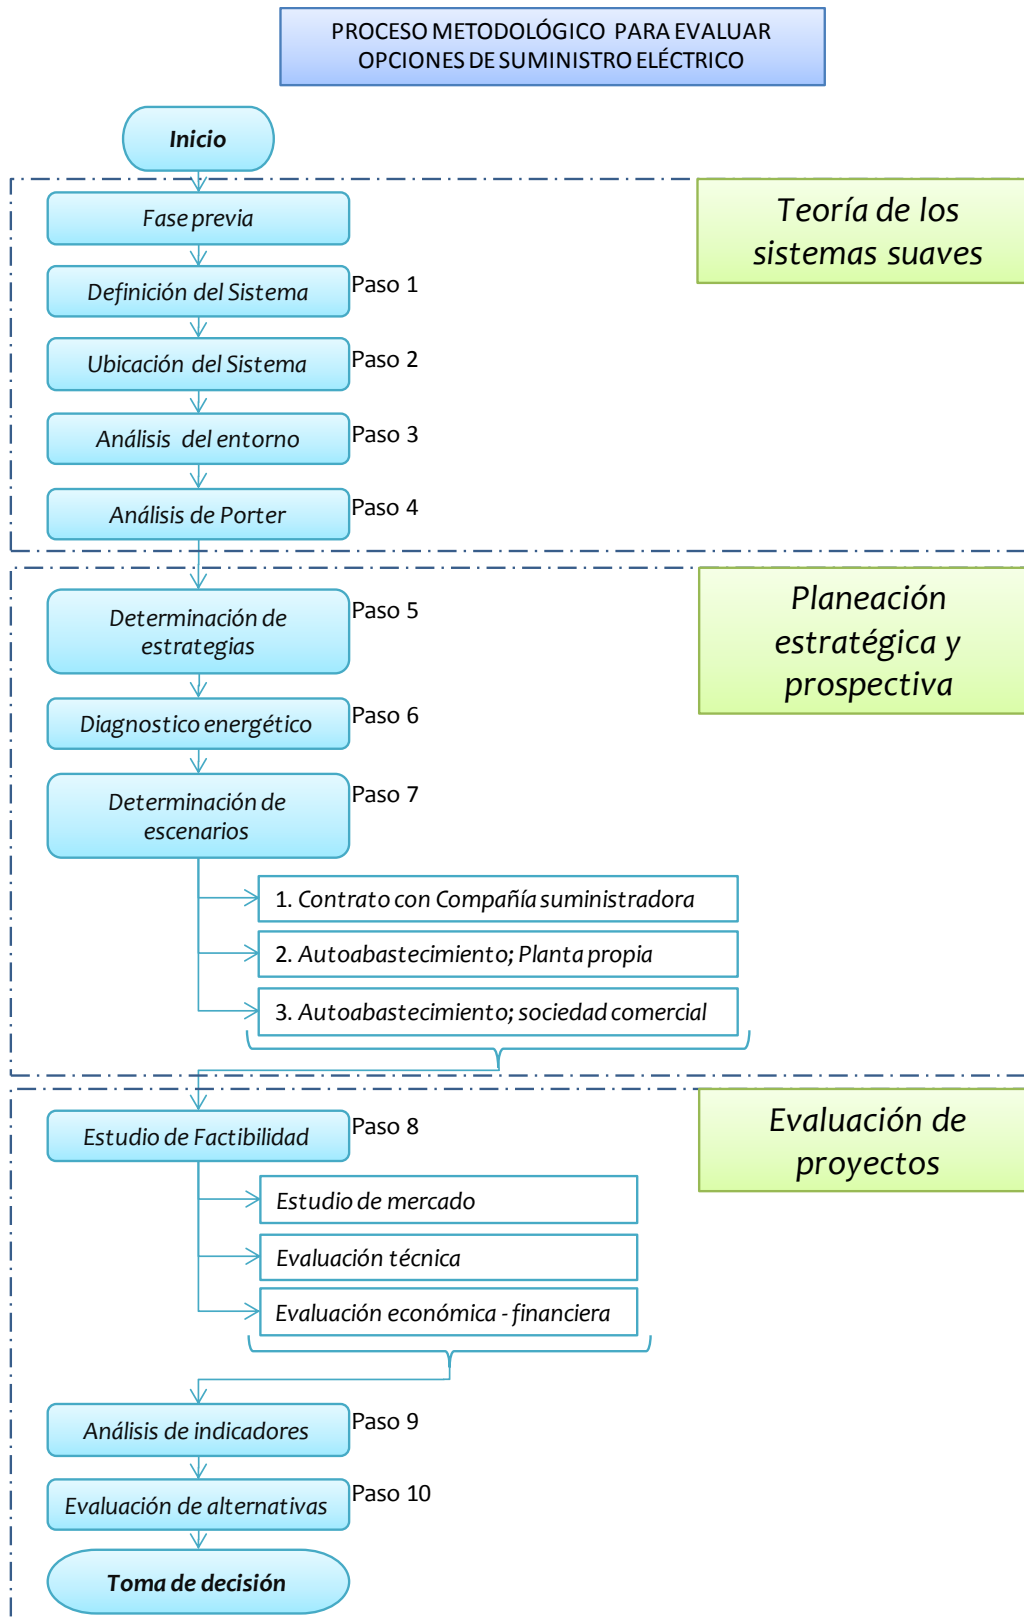 PROCESO METODOLÓGICO PARA EVALUAR
OPCIONES DE SUMINISTRO ELÉCTRICO
Inicio
Teoría de los
sistemas suaves
Fase previa
Definición del Sistema
Paso 1
Ubicación del Sistema
Paso 2
Análisis del entorno
Paso 3
Análisis de Porter
Paso 4
Planeación
estratégica y
prospectiva
Determinación de
estrategias
Paso 5
Diagnostico energético
Paso 6
Determinación de
escenarios
Paso 7
1. Contrato con Compañía suministradora
2. Autoabastecimiento; Planta propia
3. Autoabastecimiento; sociedad comercial
Evaluación de
proyectos
Estudio de Factibilidad
Paso 8
Estudio de mercado
Evaluación técnica
Evaluación económica - financiera
Análisis de indicadores
Paso 9
Evaluación de alternativas
Paso 10
Toma de decisión